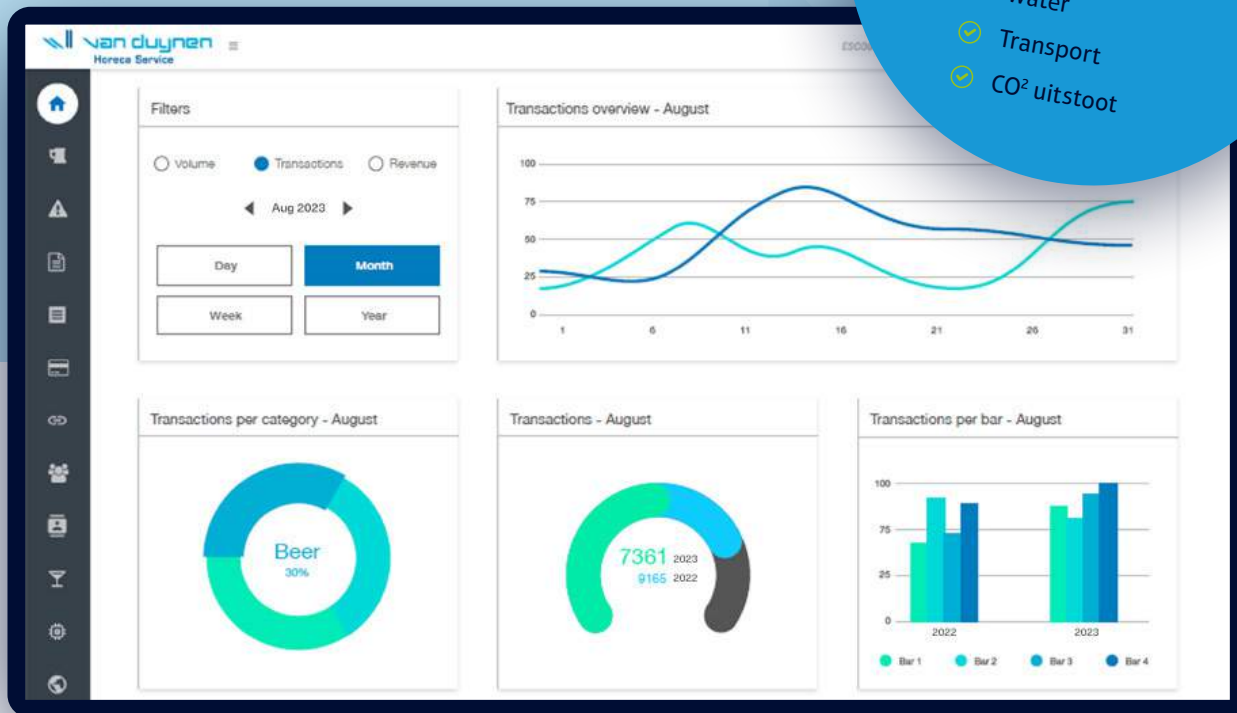 water
Transport
CO² uitstoot
van duynen
Horeca Service
Filters
Volume Transactions Revenue
Aug 2023
Day Month
Week Year
Transactions overview - August
100
75
50
25
0
1 6 11 16 21 26 31
Transactions per category - August
Beer
30%
Transactions - August
7361 2023
9165 2022
Transactions per bar - August
100
75
25
0
2022 2023
Bar 1 Bar 2 Bar 3 Bar 4